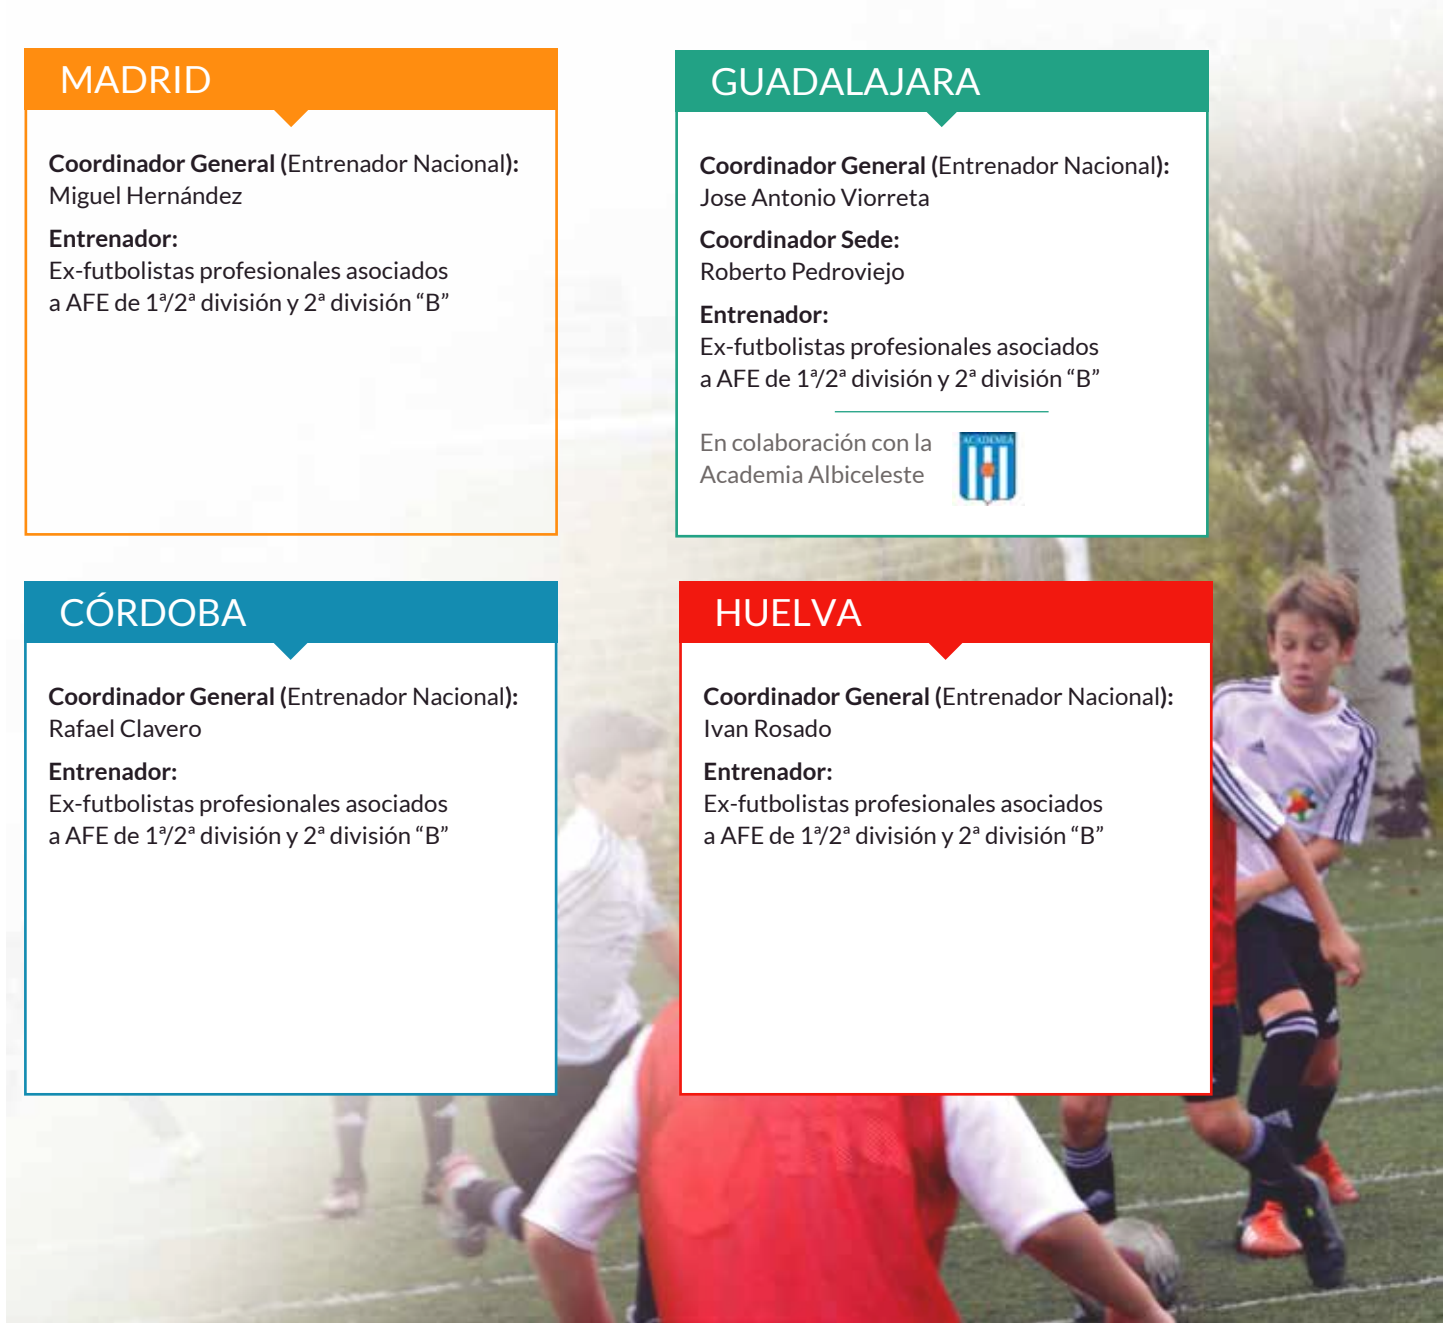 MADRID
Coordinador General (Entrenador Nacional):
Miguel Hernández
Entrenador:
Ex-futbolistas profesionales asociados
a AFE de 1ª/2ª división y 2ª división “B”
GUADALAJARA
Coordinador General (Entrenador Nacional):
Jose Antonio Viorreta
Coordinador Sede:
Roberto Pedroviejo
Entrenador:
Ex-futbolistas profesionales asociados
a AFE de 1ª/2ª división y 2ª división “B”
En colaboración con la
Academia Albiceleste
ACADEMIA
CÓRDOBA
Coordinador General (Entrenador Nacional):
Rafael Clavero
Entrenador:
Ex-futbolistas profesionales asociados
a AFE de 1ª/2ª división y 2ª división “B”
HUELVA
Coordinador General (Entrenador Nacional):
Ivan Rosado
Entrenador:
Ex-futbolistas profesionales asociados
a AFE de 1ª/2ª división y 2ª división “B”